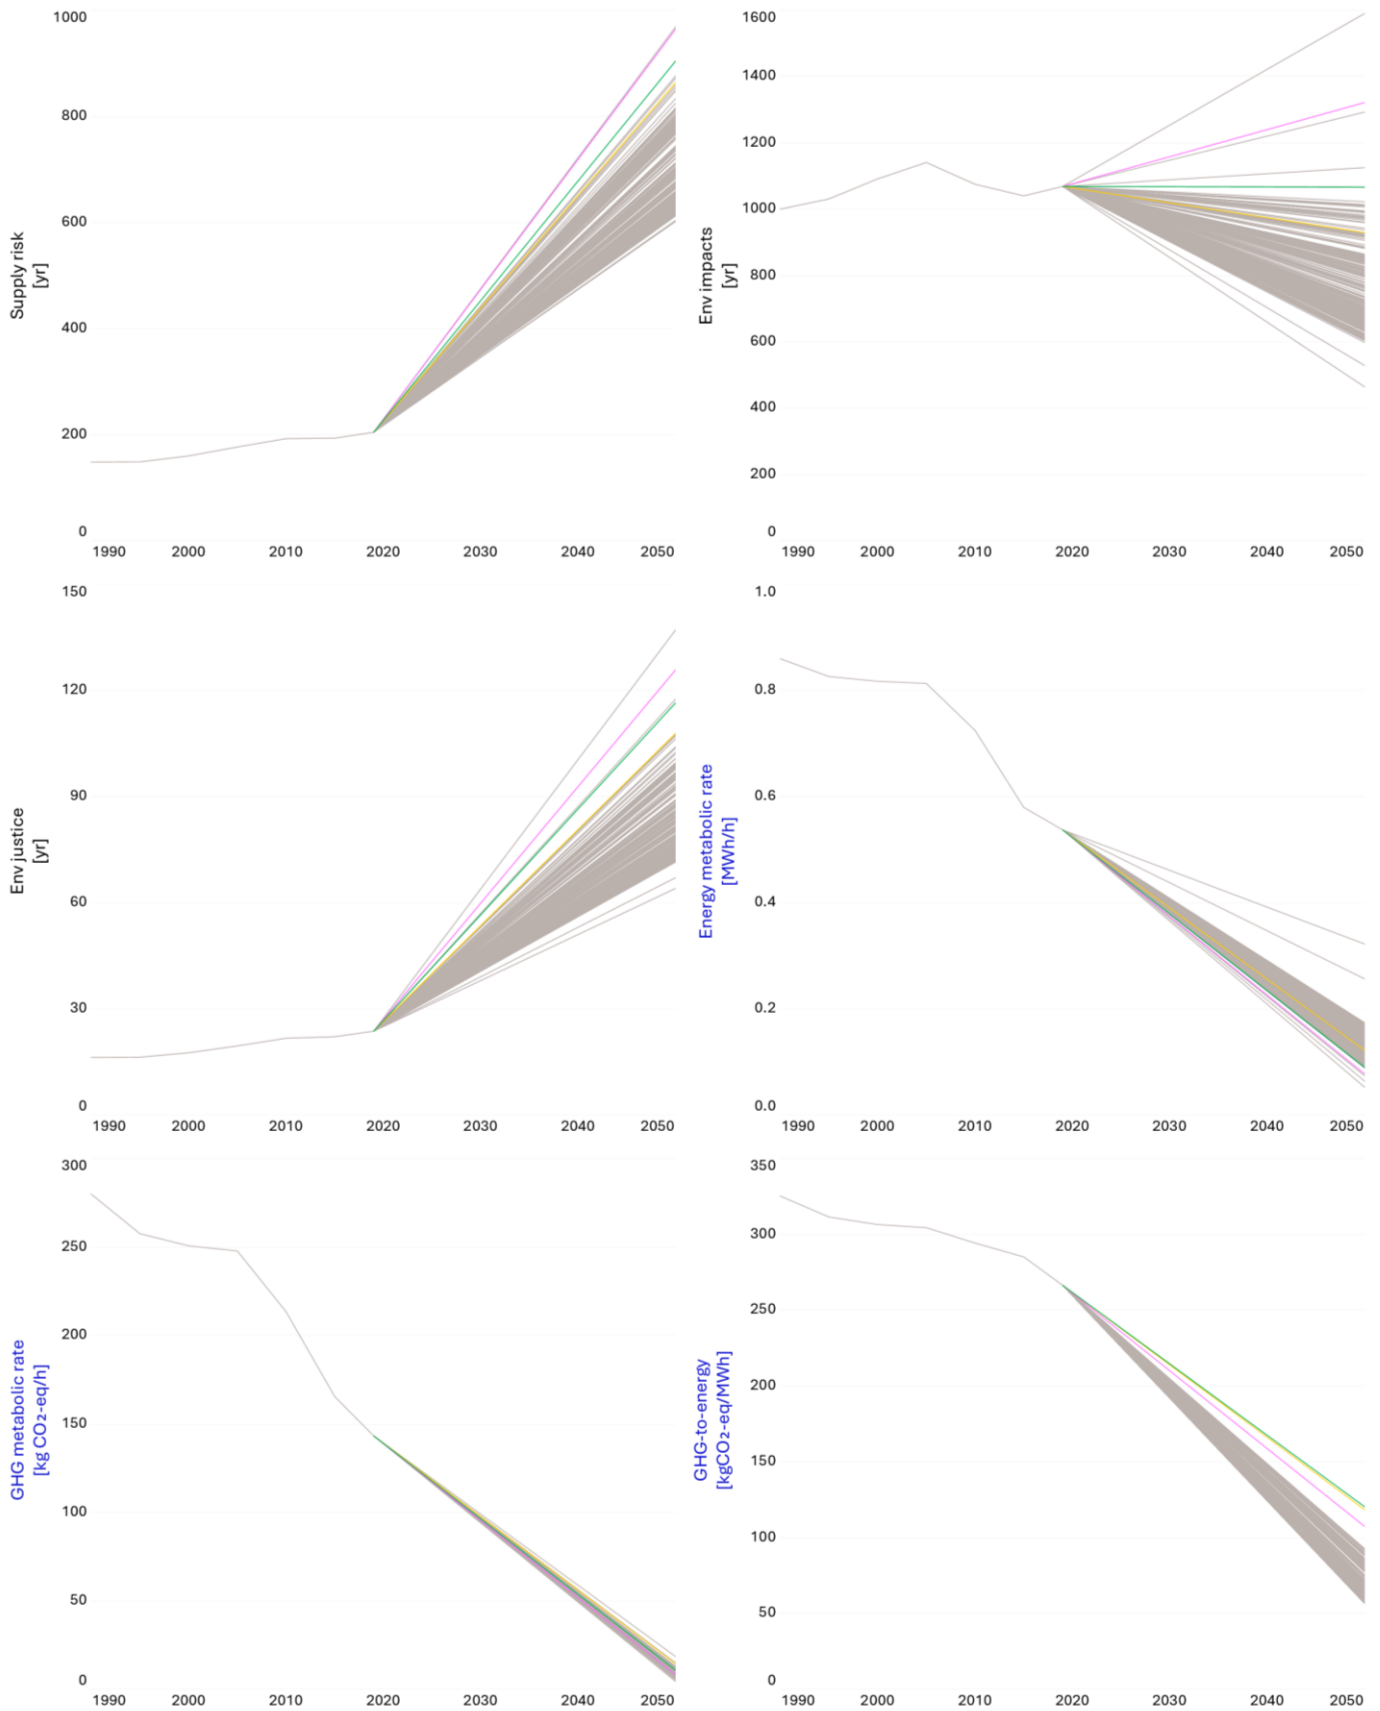 1000
800
600
400
200
0
Supply risk
[yr]
1990 2000 2010 2020 2030 2040 2050
1600
1400
1200
1000
800
600
400
200
0
Env impacts
[yr]
1990 2000 2010 2020 2030 2040 2050
150
120
90
60
30
0
Env justice
[yr]
1990 2000 2010 2020 2030 2040 2050
1.0
0.8
0.6
0.4
0.2
0.0
Energy metabolic rate
[MWh/h]
1990 2000 2010 2020 2030 2040 2050
300
250
200
150
100
50
0
GHG metabolic rate
[kg CO₂-eq/h]
1990 2000 2010 2020 2030 2040 2050
350
300
250
200
150
100
50
0
GHG-to-energy
[kgCO₂-eq/MWh]
1990 2000 2010 2020 2030 2040 2050